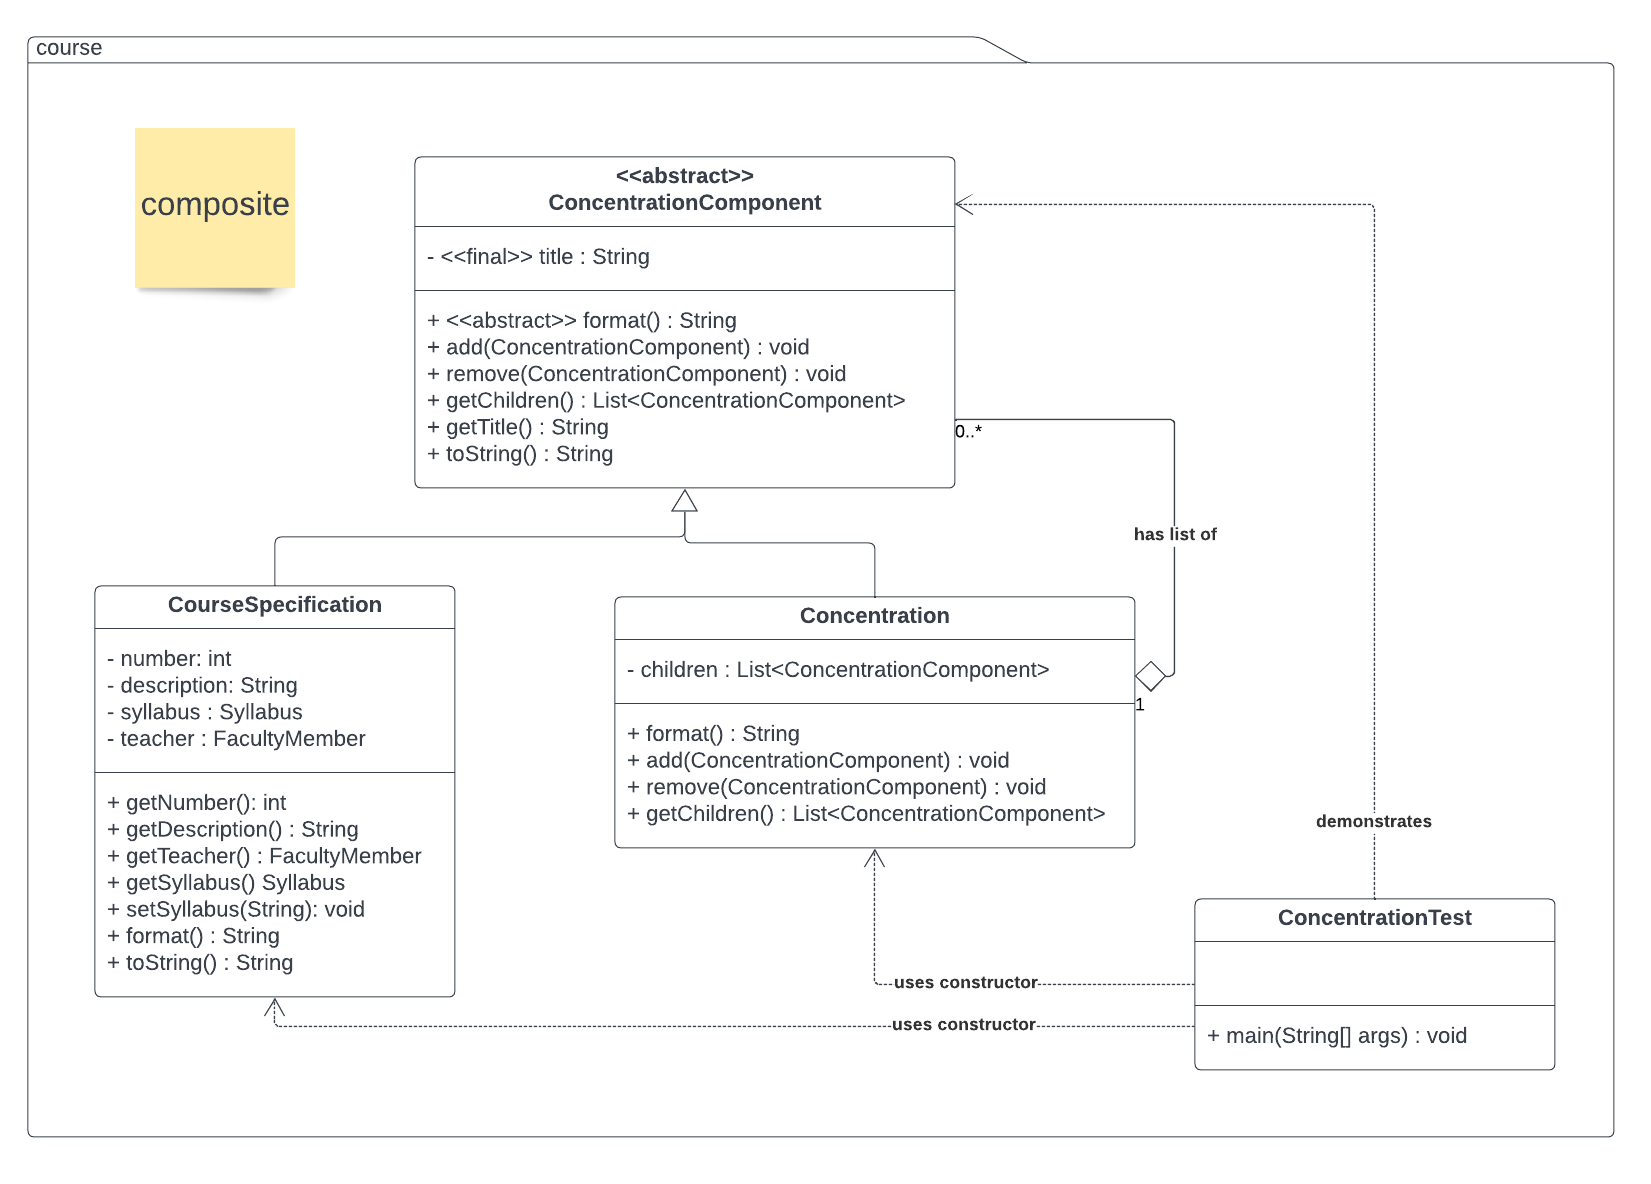 course
composite
<<abstract>>
ConcentrationComponent
- <<final>> title : String
+ <<abstract>> format() : String
+ add(ConcentrationComponent) : void
+ remove(ConcentrationComponent) : void
+ getChildren() : List<ConcentrationComponent>
+ getTitle() : String
+ toString() : String
0..*
has list of
CourseSpecification
- number: int
- description: String
- syllabus : Syllabus
- teacher : FacultyMember
+ getNumber(): int
+ getDescription() : String
+ getTeacher() : FacultyMember
+ getSyllabus() Syllabus
+ setSyllabus(String): void
+ format() : String
+ toString() : String
Concentration
- children : List<ConcentrationComponent>
+ format() : String
+ add(ConcentrationComponent) : void
+ remove(ConcentrationComponent) : void
+ getChildren() : List<ConcentrationComponent>
1
demonstrates
ConcentrationTest
+ main(String[] args) : void
uses constructor
uses constructor